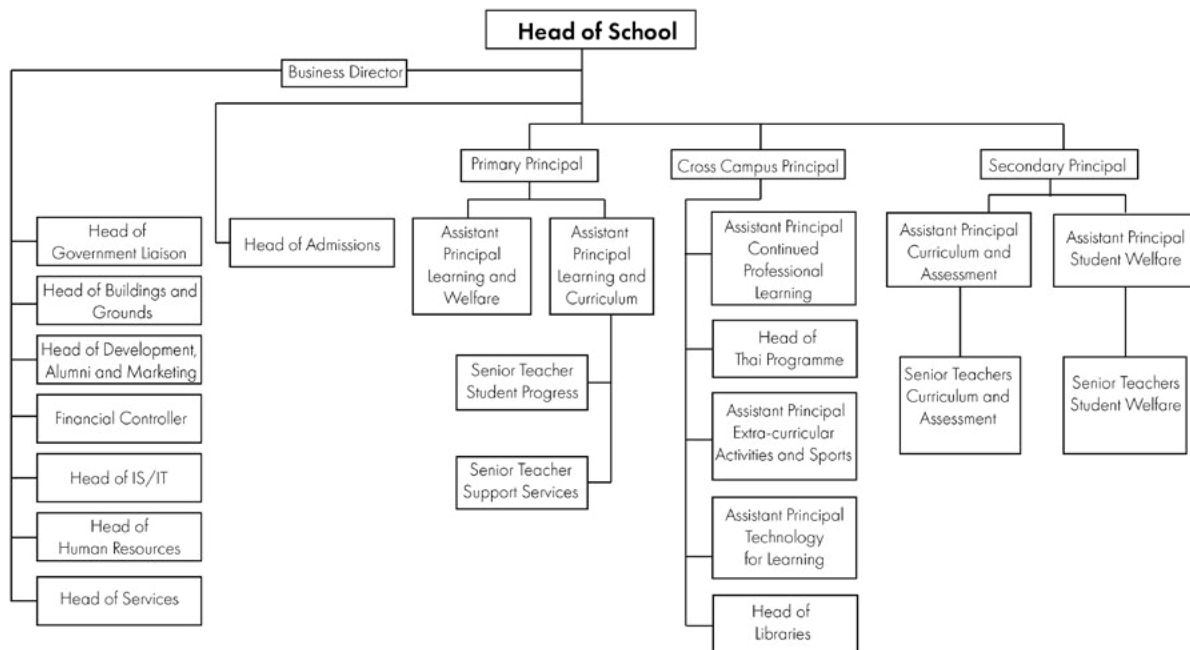 Head of School
Business Director
Primary Principal
Cross Campus Principal
Secondary Principal
Head of
Government Liaison
Head of Buildings and
Grounds
Head of Development,
Alumni and Marketing
Financial Controller
Head of IS/IT
Head of
Human Resources
Head of Services
Head of Admissions
Assistant
Principal
Learning and
Welfare
Assistant
Principal
Learning and
Curriculum
Senior Teacher
Student Progress
Senior Teacher
Support Services
Assistant Principal
Continued
Professional
Learning
Head of
Thai Programme
Assistant Principal
Extra-curricular
Activities and Sports
Assistant Principal
Technology
for Learning
Head of
Libraries
Assistant Principal
Curriculum and
Assessment
Senior Teachers
Curriculum and
Assessment
Assistant Principal
Student Welfare
Senior Teachers
Student Welfare